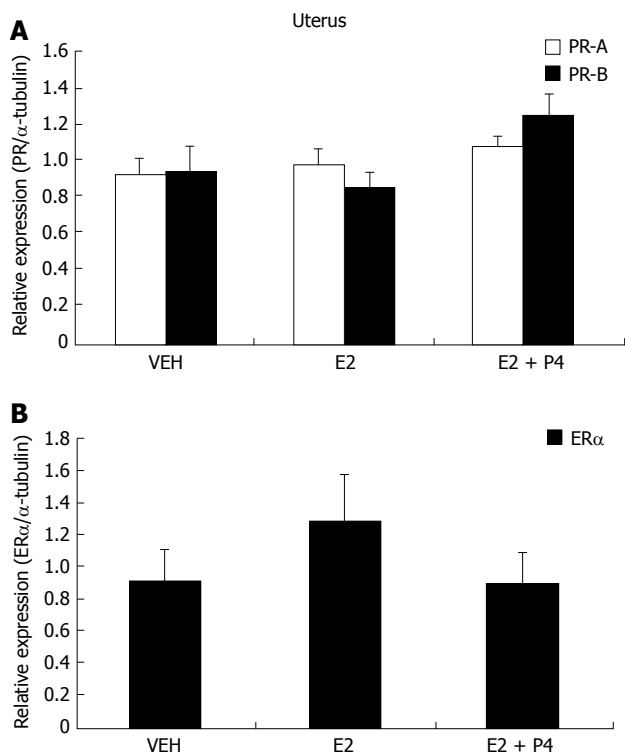 Uterus
A
PR-A
PR-B
Relative expression (PR/α-tubulin)
1.6
1.4
1.2
1.0
0.8
0.6
0.4
0.2
0
VEH
E2
E2 + P4
B
ERα
Relative expression (ERα/α-tubulin)
1.8
1.6
1.4
1.2
1.0
0.8
0.6
0.4
0.2
0
VEH
E2
E2 + P4